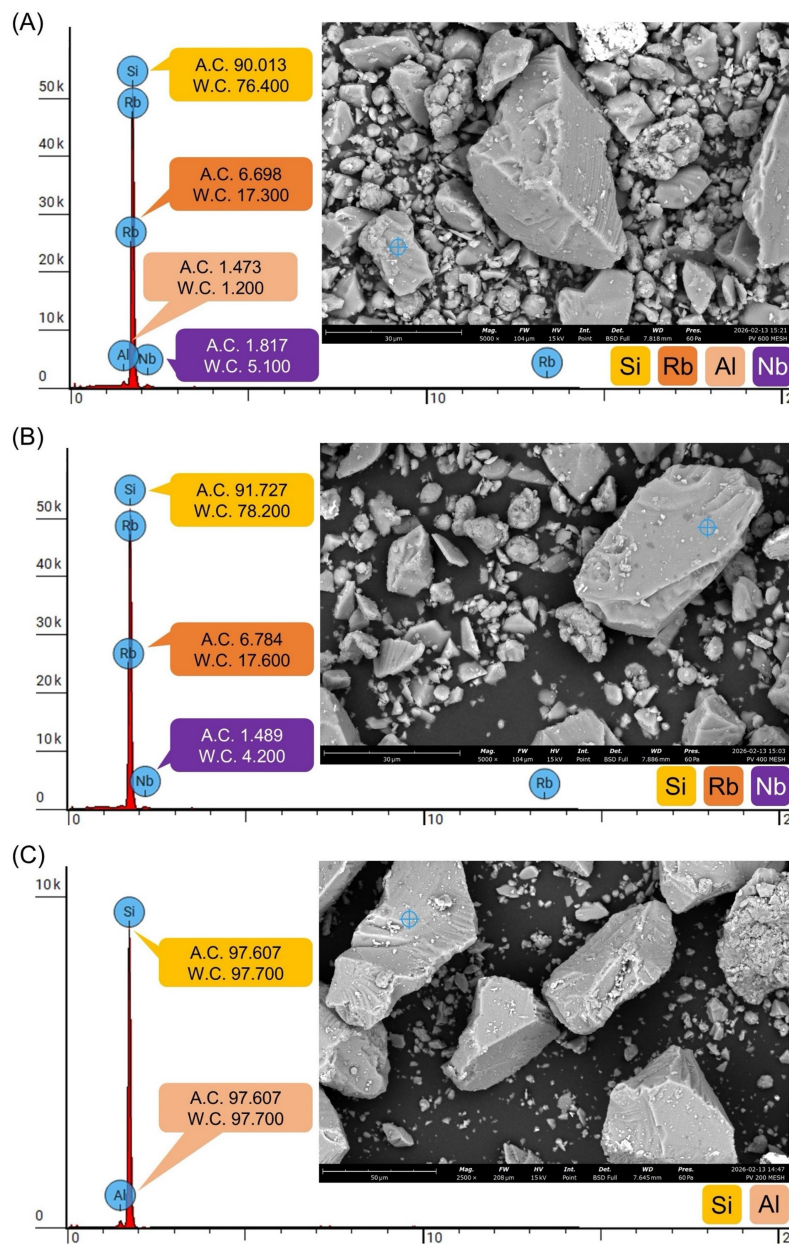 (A)
Si
A.C. 90.013
W.C. 76.400
Rb
50k
40k
A.C. 6.698
W.C. 17.300
30k
Rb
20k
A.C. 1.473
W.C. 1.200
10k
Al
Nb
A.C. 1.817
W.C. 5.100
Rb
0
0
10
2
30 µm
Mag. FW HV Int. Det. WD Pres. 2026-02-13 15:21
5000 × 104 µm 15 kV Point BSD Full 7.818 mm 60 Pa PV 600 MESH
Si Rb Al Nb
(B)
Si
A.C. 91.727
W.C. 78.200
50k
Rb
40k
A.C. 6.784
W.C. 17.600
30k
Rb
20k
10k
A.C. 1.489
W.C. 4.200
Nb
Rb
0
0
10
2
30 µm
Mag. FW HV Int. Det. WD Pres. 2026-02-13 15:03
5000 × 104 µm 15 kV Point BSD Full 7.886 mm 60 Pa PV 400 MESH
Si Rb Nb
(C)
10k
Si
A.C. 97.607
W.C. 97.700
A.C. 97.607
W.C. 97.700
Al
0
0
10
2
50 µm
Mag. FW HV Int. Det. WD Pres. 2026-02-13 14:47
2500 × 208 µm 15 kV Point BSD Full 7.645 mm 60 Pa PV 200 MESH
Si Al